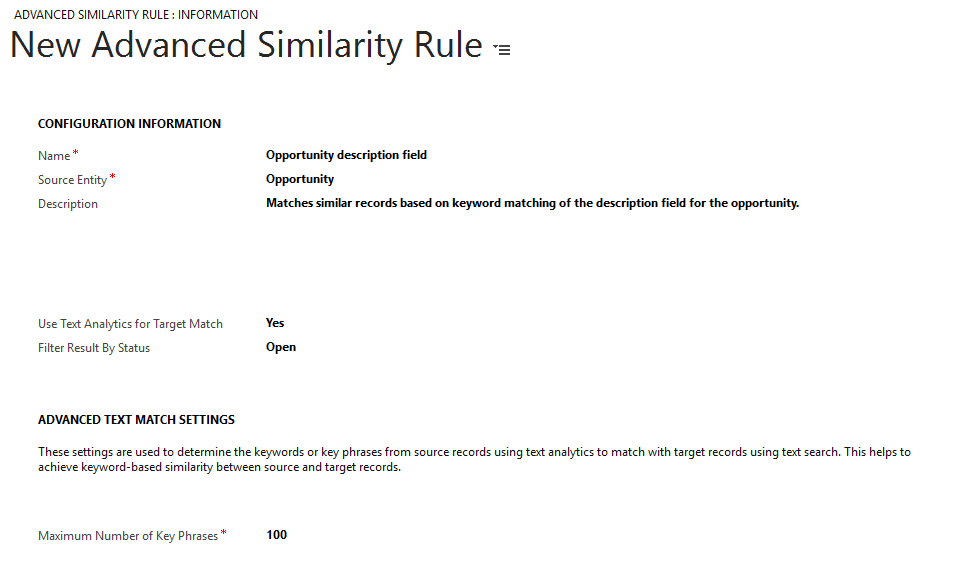 ADVANCED SIMILARITY RULE : INFORMATION
New Advanced Similarity Rule
CONFIGURATION INFORMATION
Name * Opportunity description field
Source Entity * Opportunity
Description Matches similar records based on keyword matching of the description field for the opportunity.
Use Text Analytics for Target Match Yes
Filter Result By Status Open
ADVANCED TEXT MATCH SETTINGS
These settings are used to determine the keywords or key phrases from source records using text analytics to match with target records using text search. This helps to
achieve keyword-based similarity between source and target records.
Maximum Number of Key Phrases * 100